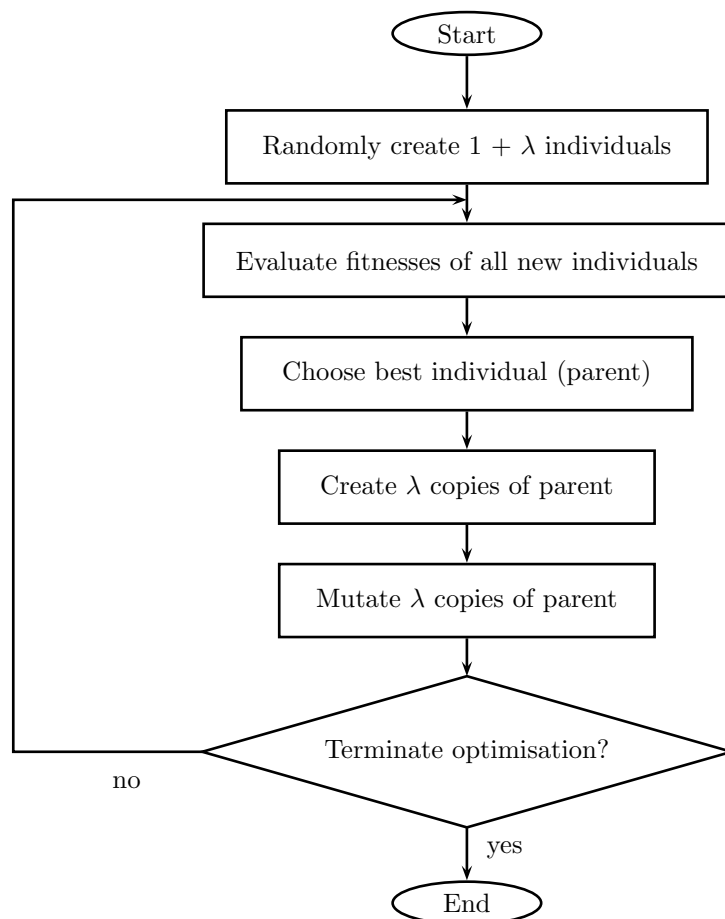 Start
Randomly create 1 + λ individuals
Evaluate fitnesses of all new individuals
Choose best individual (parent)
Create λ copies of parent
Mutate λ copies of parent
Terminate optimisation?
no
yes
End